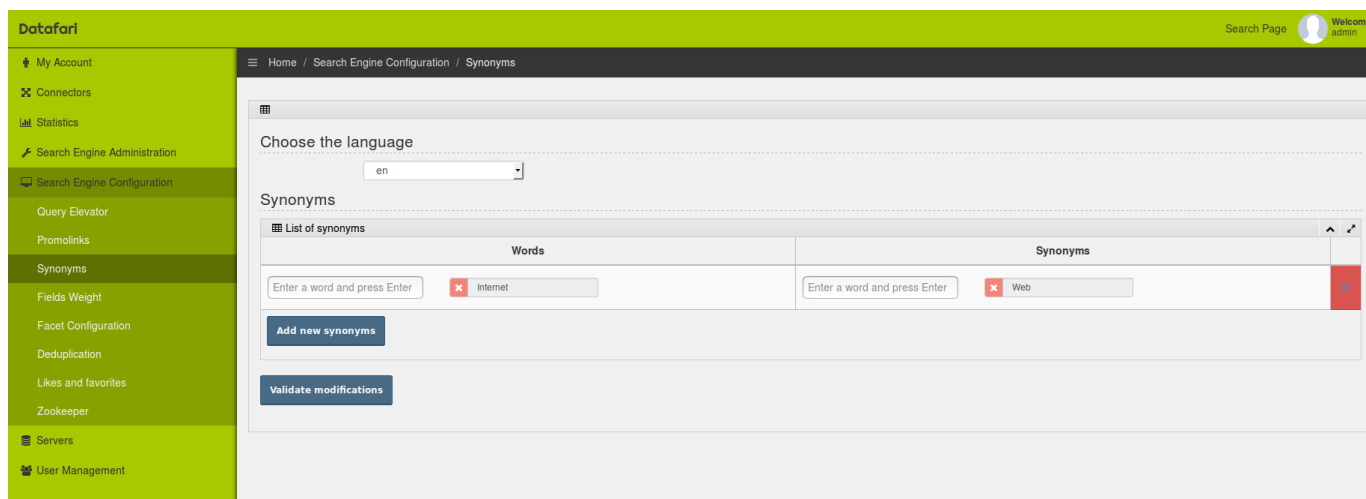 Datafari
Search Page
Welcom
admin
My Account
Connectors
Statistics
Search Engine Administration
Search Engine Configuration
Query Elevator
Promolinks
Synonyms
Fields Weight
Facet Configuration
Deduplication
Likes and favorites
Zookeeper
Servers
User Management
Home / Search Engine Configuration / Synonyms
Choose the language
en
Synonyms
List of synonyms
Words Synonyms
Enter a word and press Enter Internet Enter a word and press Enter Web
Add new synonyms
Validate modifications